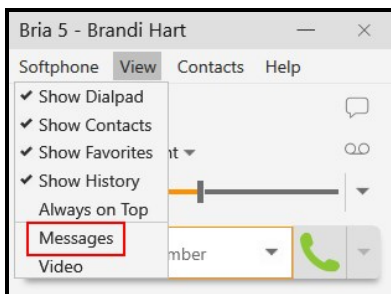 Bria 5 - Brandi Hart
Softphone View Contacts Help
Show Dialpad
Show Contacts
Show Favorites
nt
Show History
Always on Top
Messages
mber
Video